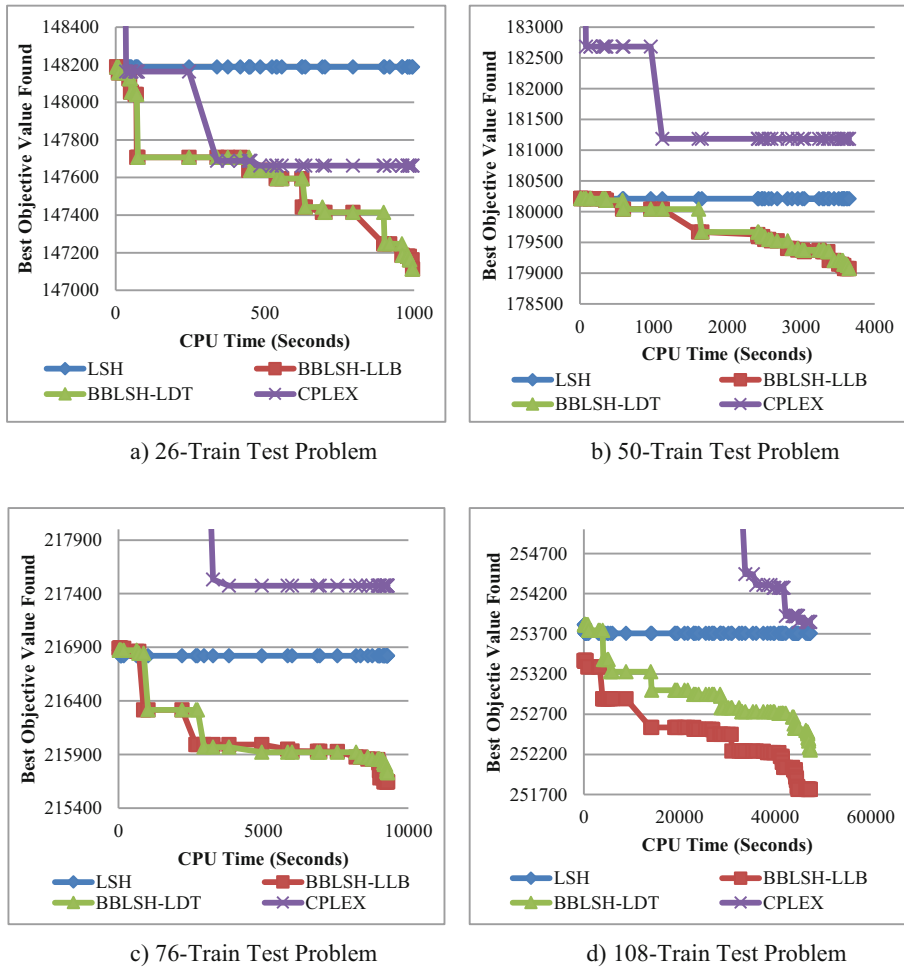 148400
148200
148000
147800
147600
147400
147200
147000
Best Objective Value Found
0 500 1000
CPU Time (Seconds)
LSH BBLSH-LLB
BBLSH-LDT CPLEX
a) 26-Train Test Problem
183000
182500
182000
181500
181000
180500
180000
179500
179000
178500
Best Objective Value Found
0 1000 2000 3000 4000
CPU Time (Seconds)
LSH BBLSH-LLB
BBLSH-LDT CPLEX
b) 50-Train Test Problem
217900
217400
216900
216400
215900
215400
Best Objective Value Found
0 5000 10000
CPU Time (Seconds)
LSH BBLSH-LLB
BBLSH-LDT CPLEX
c) 76-Train Test Problem
254700
254200
253700
253200
252700
252200
251700
Best Objectie Value Found
0 20000 40000 60000
CPU Time (Seconds)
LSH BBLSH-LLB
BBLSH-LDT CPLEX
d) 108-Train Test Problem